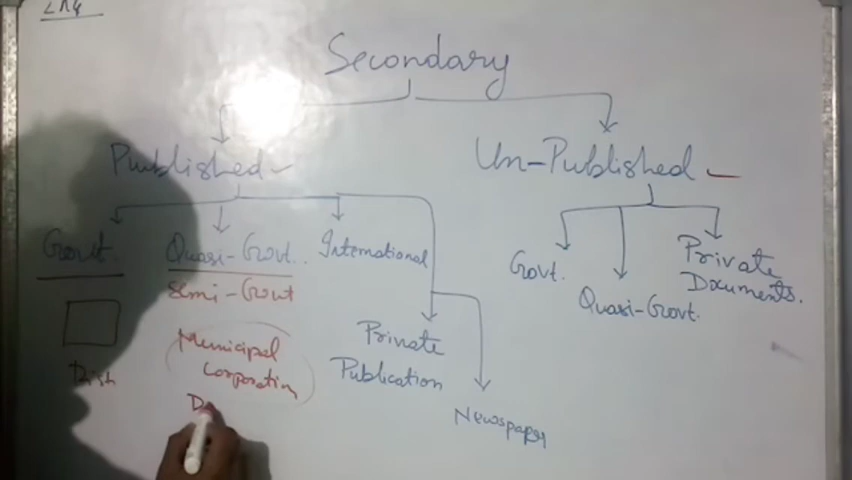 Secondary
Published
Un-Published
Govt.
Quasi-Govt.
International
Semi-Govt
Govt.
Quasi-Govt.
Private
Documents.
Municipal
Corporation
Private
Publication
Newspaper